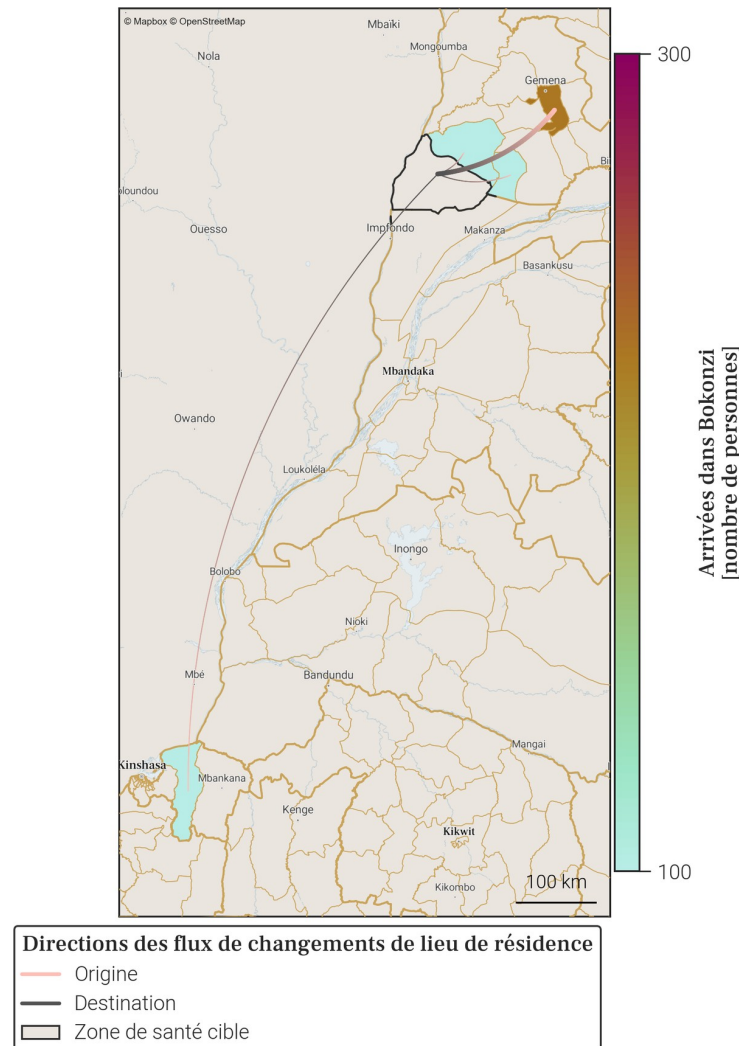 © Mapbox © OpenStreetMap
Mbaïki
Mongoumba
Nola
Gemena
Bi
oloundou
Ouesso
Impfondo
Makanza
Basankusu
Mbandaka
Owando
Loukoléla
Inongo
Bolobo
Nioki
Mbé
Bandundu
Mangai
Kinshasa
Mbankana
Kenge
Kikwit
Kikombo
100 km
300
100
Arrivées dans Bokonzi
[nombre de personnes]
Directions des flux de changements de lieu de résidence
Origine
Destination
Zone de santé cible